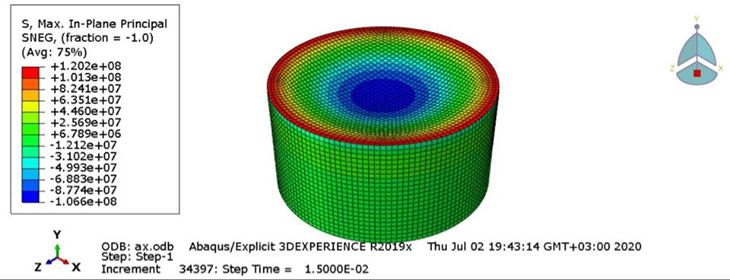 S, Max. In-Plane Principal
SNEG, (fraction = -1.0)
(Avg: 75%)
+1.202e+08
+1.013e+08
+8.241e+07
+6.351e+07
+4.460e+07
+2.569e+07
+6.789e+06
-1.212e+07
-3.102e+07
-4.993e+07
-6.883e+07
-8.774e+07
-1.066e+08
Y
Z
X
Y
Z
X
ODB: ax.odb Abaqus/Explicit 3DEXPERIENCE R2019x Thu Jul 02 19:43:14 GMT+03:00 2020
Step: Step-1
Increment 34397: Step Time = 1.5000E-02